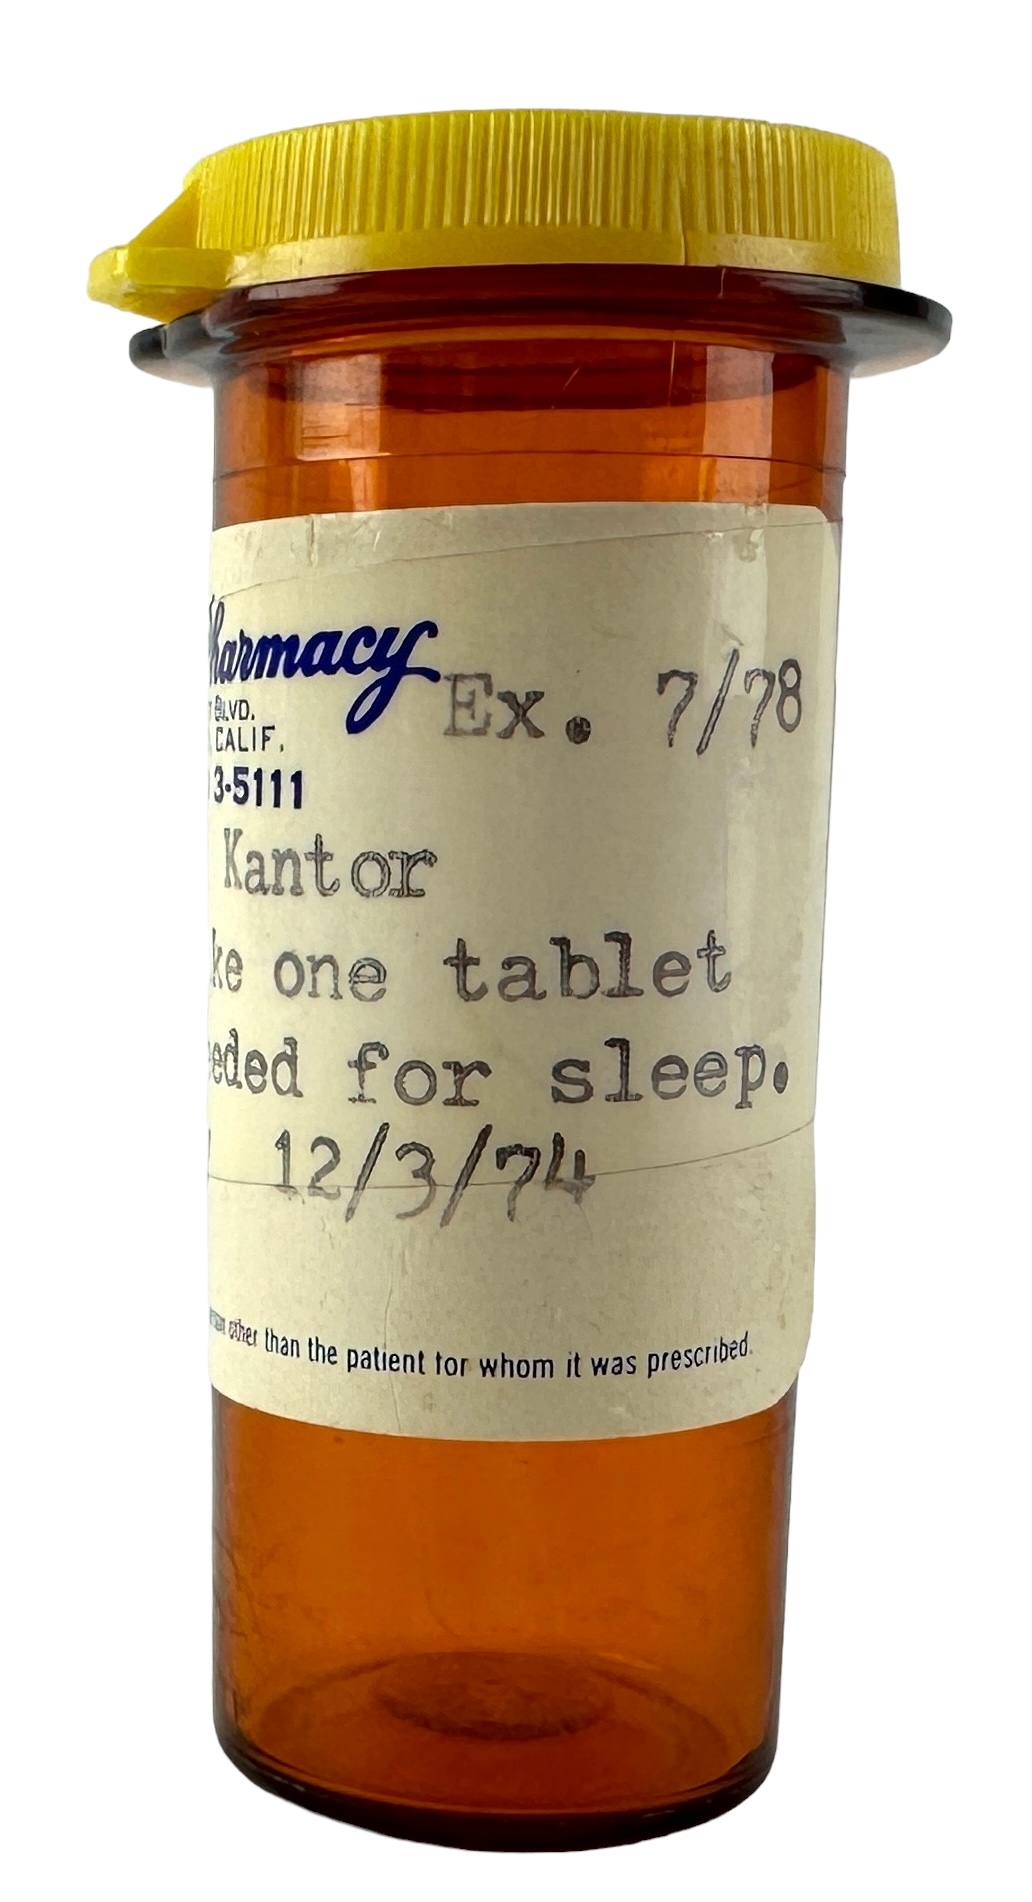 Pharmacy Ex. 7/78
BLVD.
CALIF.
3-5111
Kantor
ke one tablet
eeded for sleep.
12/3/74
other than the patient for whom it was prescribed.